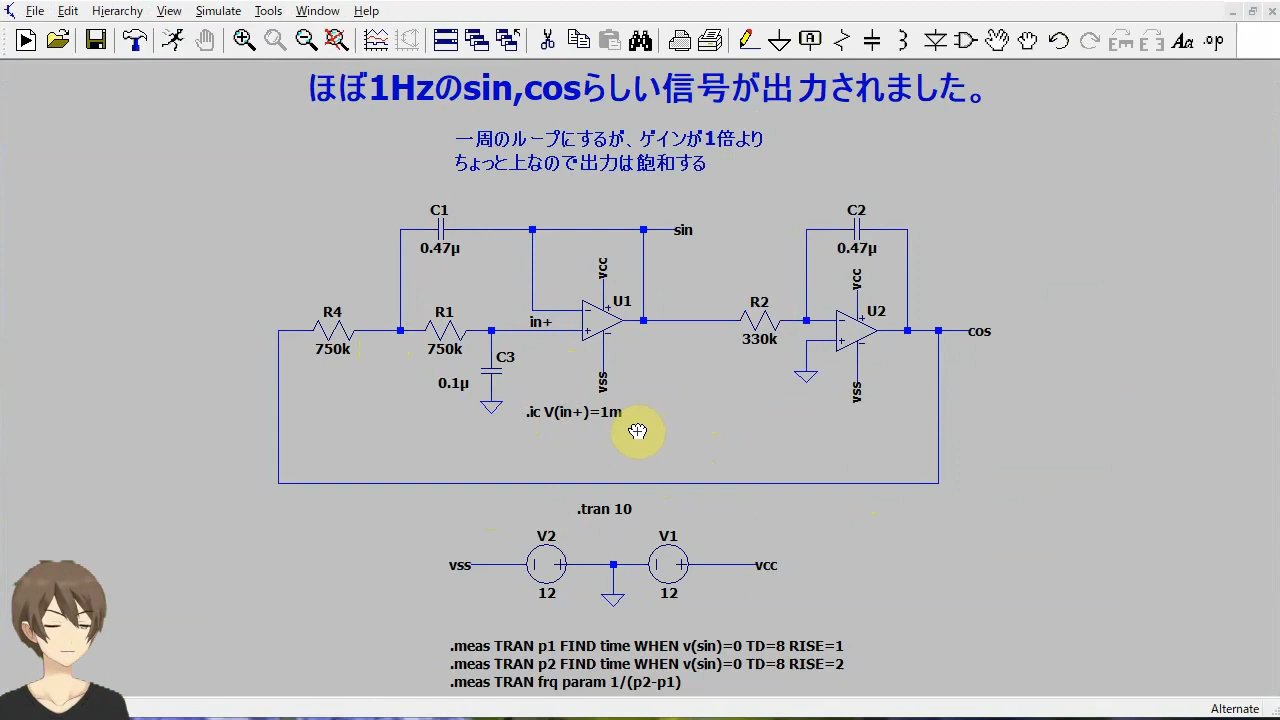 File Edit Hierarchy View Simulate Tools Window Help
A
Aa .op
ほぼ1Hzのsin,cosらしい信号が出力されました。
一周のループにするが、ゲインが1倍より
ちょっと上なので出力は飽和する
C1
0.47µ
sin
C2
0.47µ
vcc
vcc
U1
U2
R4
750k
R1
750k
in+
R2
330k
cos
C3
0.1µ
vss
vss
.ic V(in+)=1m
.tran 10
V2
V1
vss
vcc
12
12
.meas TRAN p1 FIND time WHEN v(sin)=0 TD=8 RISE=1
.meas TRAN p2 FIND time WHEN v(sin)=0 TD=8 RISE=2
.meas TRAN frq param 1/(p2-p1)
Alternate